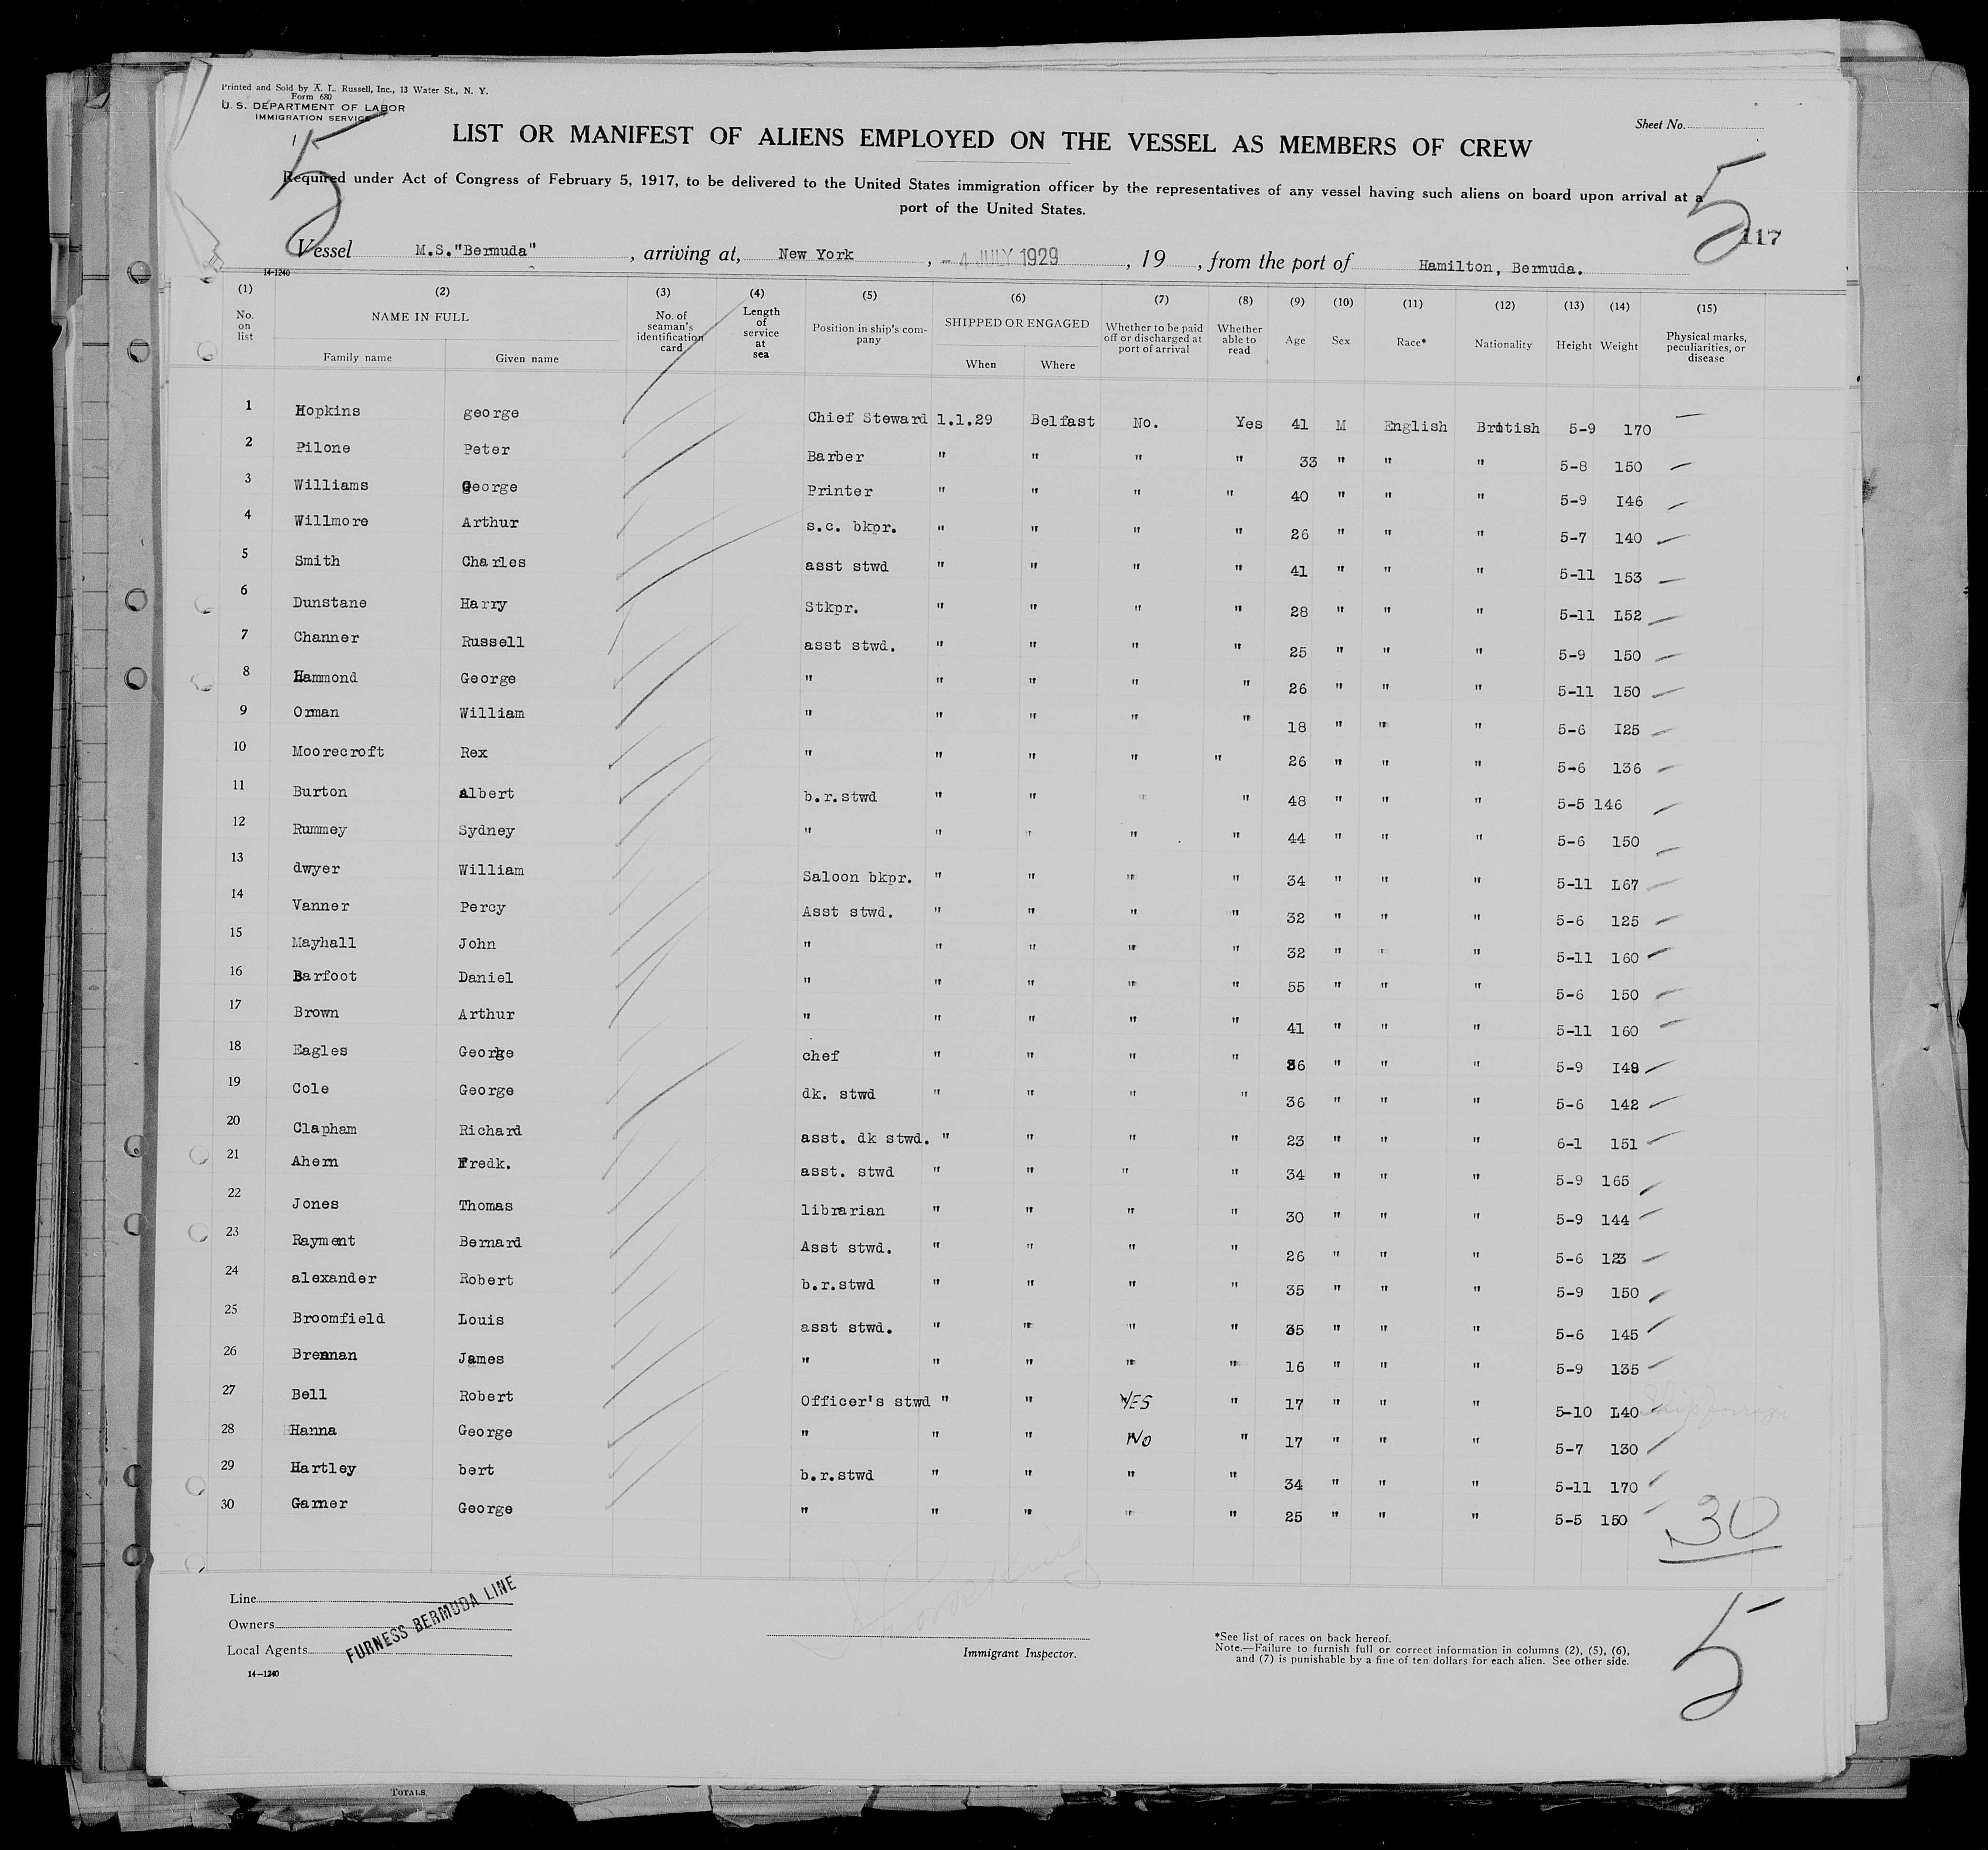 Printed and Sold by A. L. Russell, Inc., 13 Water St., N. Y.
Form 680
U. S. DEPARTMENT OF LABOR
IMMIGRATION SERVICE
5
LIST OR MANIFEST OF ALIENS EMPLOYED ON THE VESSEL AS MEMBERS OF CREW
Sheet No.
5
Required under Act of Congress of February 5, 1917, to be delivered to the United States immigration officer by the representatives of any vessel having such aliens on board upon arrival at a
port of the United States.
117
Vessel M.S."Bermuda" , arriving at, New York , - 4 JULY 1929 , 19 , from the port of Hamilton, Bermuda.
14-1240
(1) (2) (3) (4) (5) (6) (7) (8) (9) (10) (11) (12) (13) (14) (15)
No. on list NAME IN FULL Family name Given name No. of seaman's identification card Length of service at sea Position in ship's company SHIPPED OR ENGAGED When Where Whether to be paid off or discharged at port of arrival Whether able to read Age Sex Race* Nationality Height Weight Physical marks, peculiarities, or disease
1 Hopkins george Chief Steward 1.1.29 Belfast No. Yes 41 M English British 5-9 170
2 Pilone Peter Barber " " " " 33 " " " 5-8 150
3 Williams George Printer " " " " 40 " " " 5-9 I46
4 Willmore Arthur s.c. bkpr. " " " " 26 " " " 5-7 140
5 Smith Charles asst stwd " " " " 41 " " " 5-11 153
6 Dunstane Harry Stkpr. " " " " 28 " " " 5-11 L52
7 Channer Russell asst stwd. " " " " 25 " " " 5-9 150
8 Hammond George " " " " " 26 " " " 5-11 150
9 Orman William " " " " " 18 " " " 5-6 I25
10 Moorecroft Rex " " " " " 26 " " " 5-6 136
11 Burton albert b.r.stwd " " " " 48 " " " 5-5 146
12 Rummey Sydney " " " " " 44 " " " 5-6 150
13 dwyer William Saloon bkpr. " " " " 34 " " " 5-11 L67
14 Vanner Percy Asst stwd. " " " " 32 " " " 5-6 125
15 Mayhall John " " " " " 32 " " " 5-11 160
16 Barfoot Daniel " " " " " 55 " " " 5-6 150
17 Brown Arthur " " " " " 41 " " " 5-11 160
18 Eagles George chef " " " " 36 " " " 5-9 I48
19 Cole George dk. stwd " " " " 36 " " " 5-6 142
20 Clapham Richard asst. dk stwd. " " " " 23 " " " 6-1 151
21 Ahern Fredk. asst. stwd " " " " 34 " " " 5-9 165
22 Jones Thomas librarian " " " " 30 " " " 5-9 144
23 Rayment Bernard Asst stwd. " " " " 26 " " " 5-6 123
24 alexander Robert b.r.stwd " " " " 35 " " " 5-9 150
25 Broomfield Louis asst stwd. " " " " 35 " " " 5-6 145
26 Brennan James " " " " " 16 " " " 5-9 135
27 Bell Robert Officer's stwd " " YES " 17 " " " 5-10 L40
28 Hanna George " " " No " 17 " " " 5-7 130
29 Hartley bert b.r.stwd " " " " 34 " " " 5-11 170
30 Garner George " " " " " 25 " " " 5-5 150
30
Line
Owners
Local Agents
FURNESS BERMUDA LINE
14-1240
Immigrant Inspector.
*See list of races on back hereof.
Note.—Failure to furnish full or correct information in columns (2), (5), (6),
and (7) is punishable by a fine of ten dollars for each alien. See other side.
5
TOTALS